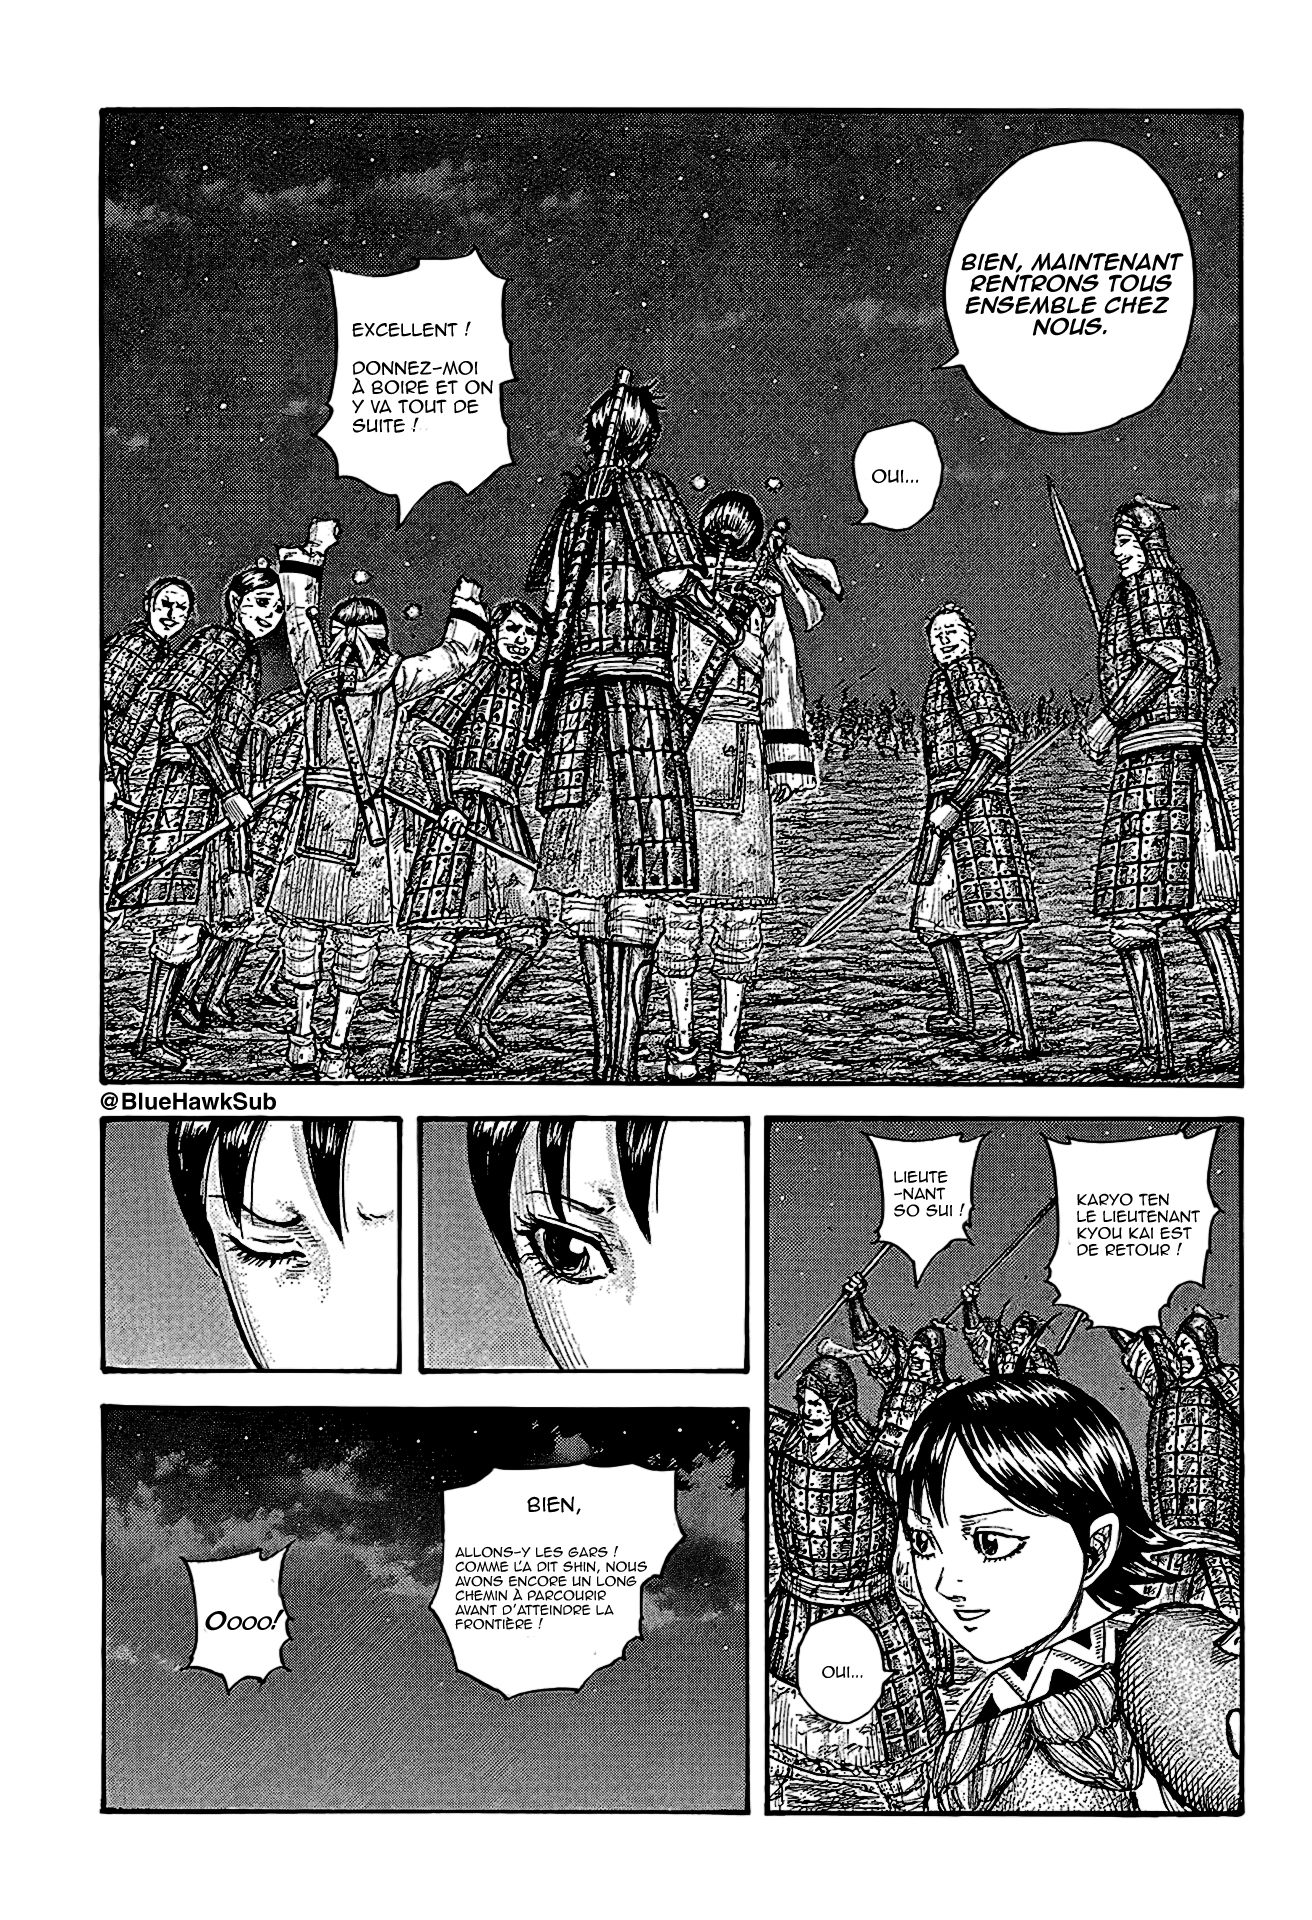 BIEN, MAINTENANT
RENTRONS TOUS
ENSEMBLE CHEZ
NOUS.
EXCELLENT !
DONNEZ-MOI
À BOIRE ET ON
Y VA TOUT DE
SUITE !
OUI...
@BlueHawkSub
KARYO TEN
LE LIEUTENANT
KYOU KAI EST
DE RETOUR !
LIEUTE
-NANT
SO SUI !
OUI...
BIEN,
ALLONS-Y LES GARS !
COMME L'A DIT SHIN, NOUS
AVONS ENCORE UN LONG
CHEMIN À PARCOURIR
AVANT D'ATTEINDRE LA
FRONTIÈRE !
OOOO!